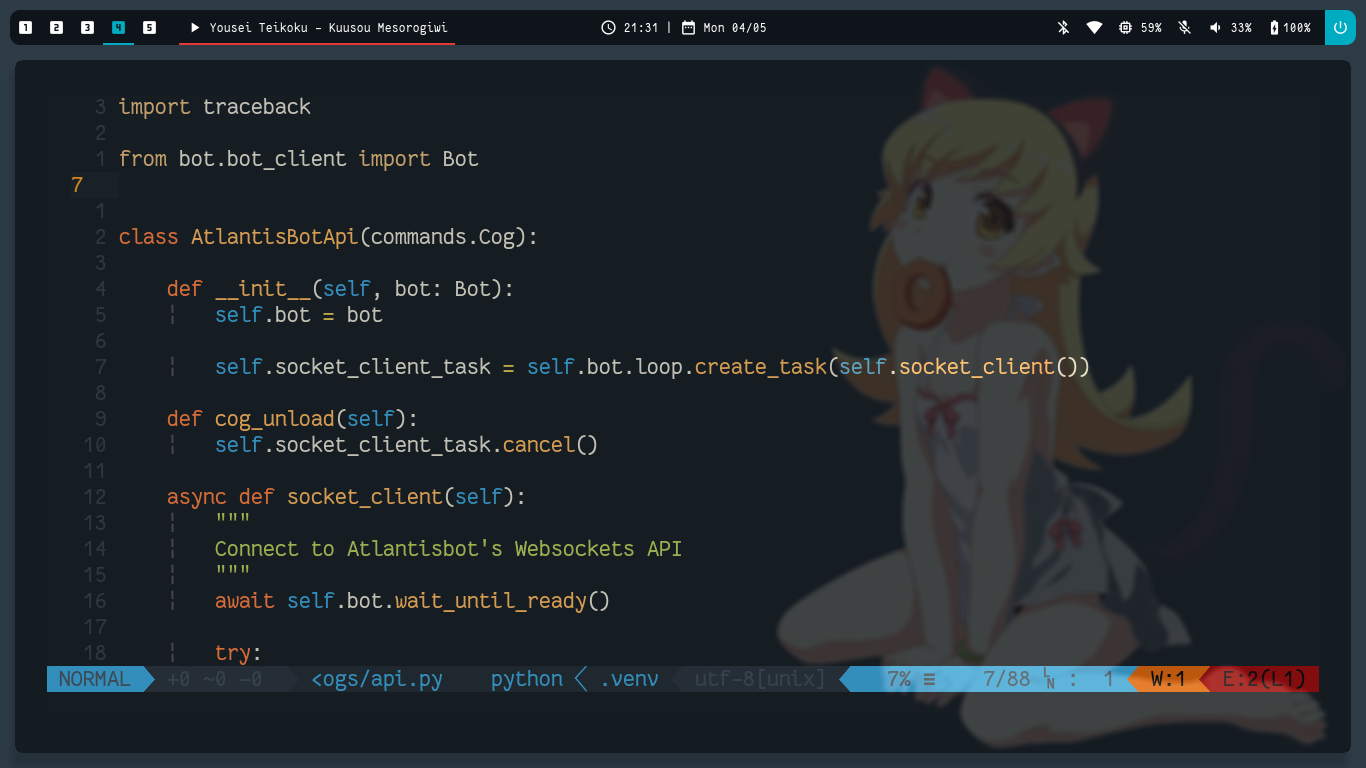 1 2 3 4 5 Yousei Teikoku - Kuusou Mesorogiwi 21:31 | Mon 04/05 59% 33% 100%
3 import traceback
2
1 from bot.bot_client import Bot
7
1
2 class AtlantisBotApi(commands.Cog):
3
4 def __init__(self, bot: Bot):
5 ¦ self.bot = bot
6
7 ¦ self.socket_client_task = self.bot.loop.create_task(self.socket_client())
8
9 def cog_unload(self):
10 ¦ self.socket_client_task.cancel()
11
12 async def socket_client(self):
13 ¦ """
14 ¦ Connect to Atlantisbot's Websockets API
15 ¦ """
16 ¦ await self.bot.wait_until_ready()
17
18 ¦ try:
NORMAL +0 ~0 -0 <ogs/api.py python .venv utf-8[unix] 7% ≡ 7/88 LN : 1 W:1 E:2(L1)